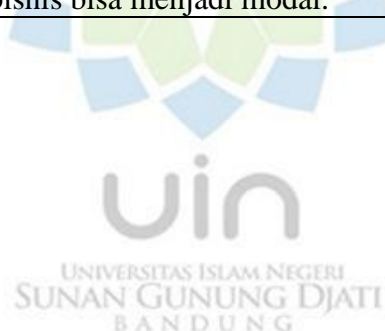 bisnis bisa menjadi modal.
uin
UNIVERSITAS ISLAM NEGERI
SUNAN GUNUNG DJATI
BANDUNG